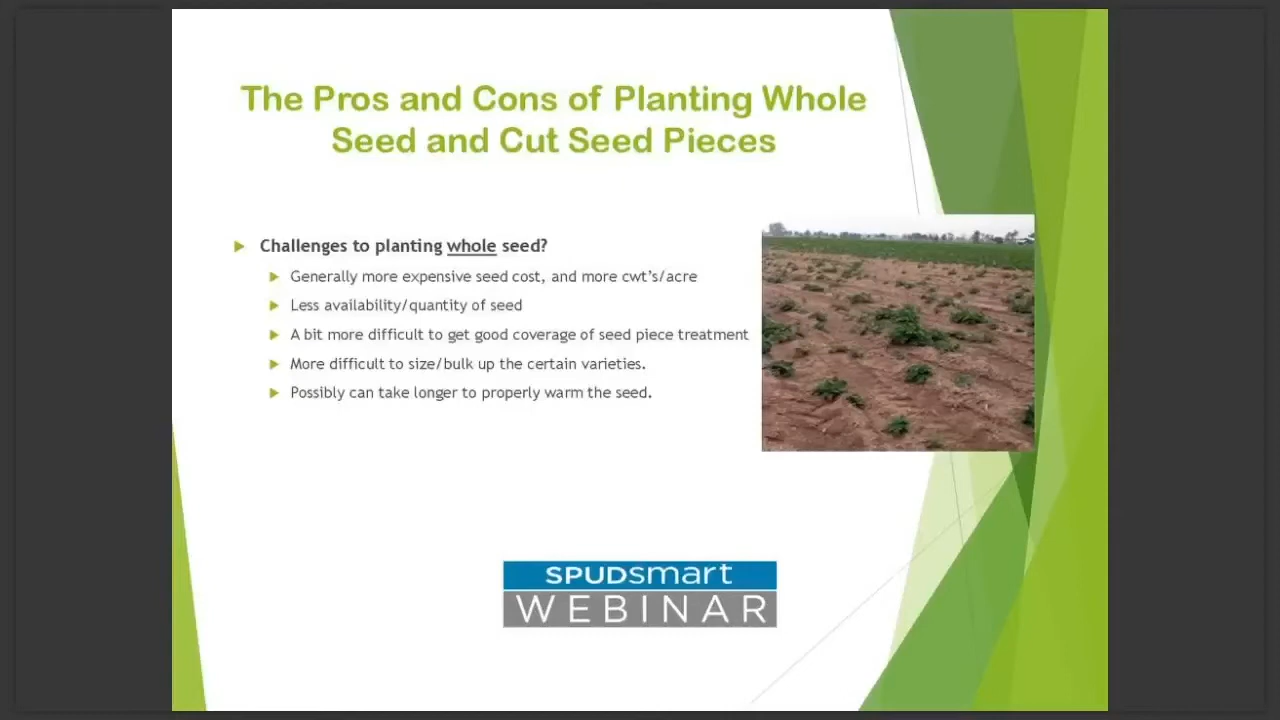 The Pros and Cons of Planting Whole
Seed and Cut Seed Pieces
Challenges to planting whole seed?
Generally more expensive seed cost, and more cwt's/acre
Less availability/quantity of seed
A bit more difficult to get good coverage of seed piece treatment
More difficult to size/bulk up the certain varieties.
Possibly can take longer to properly warm the seed.
SPUDsmart
WEBINAR